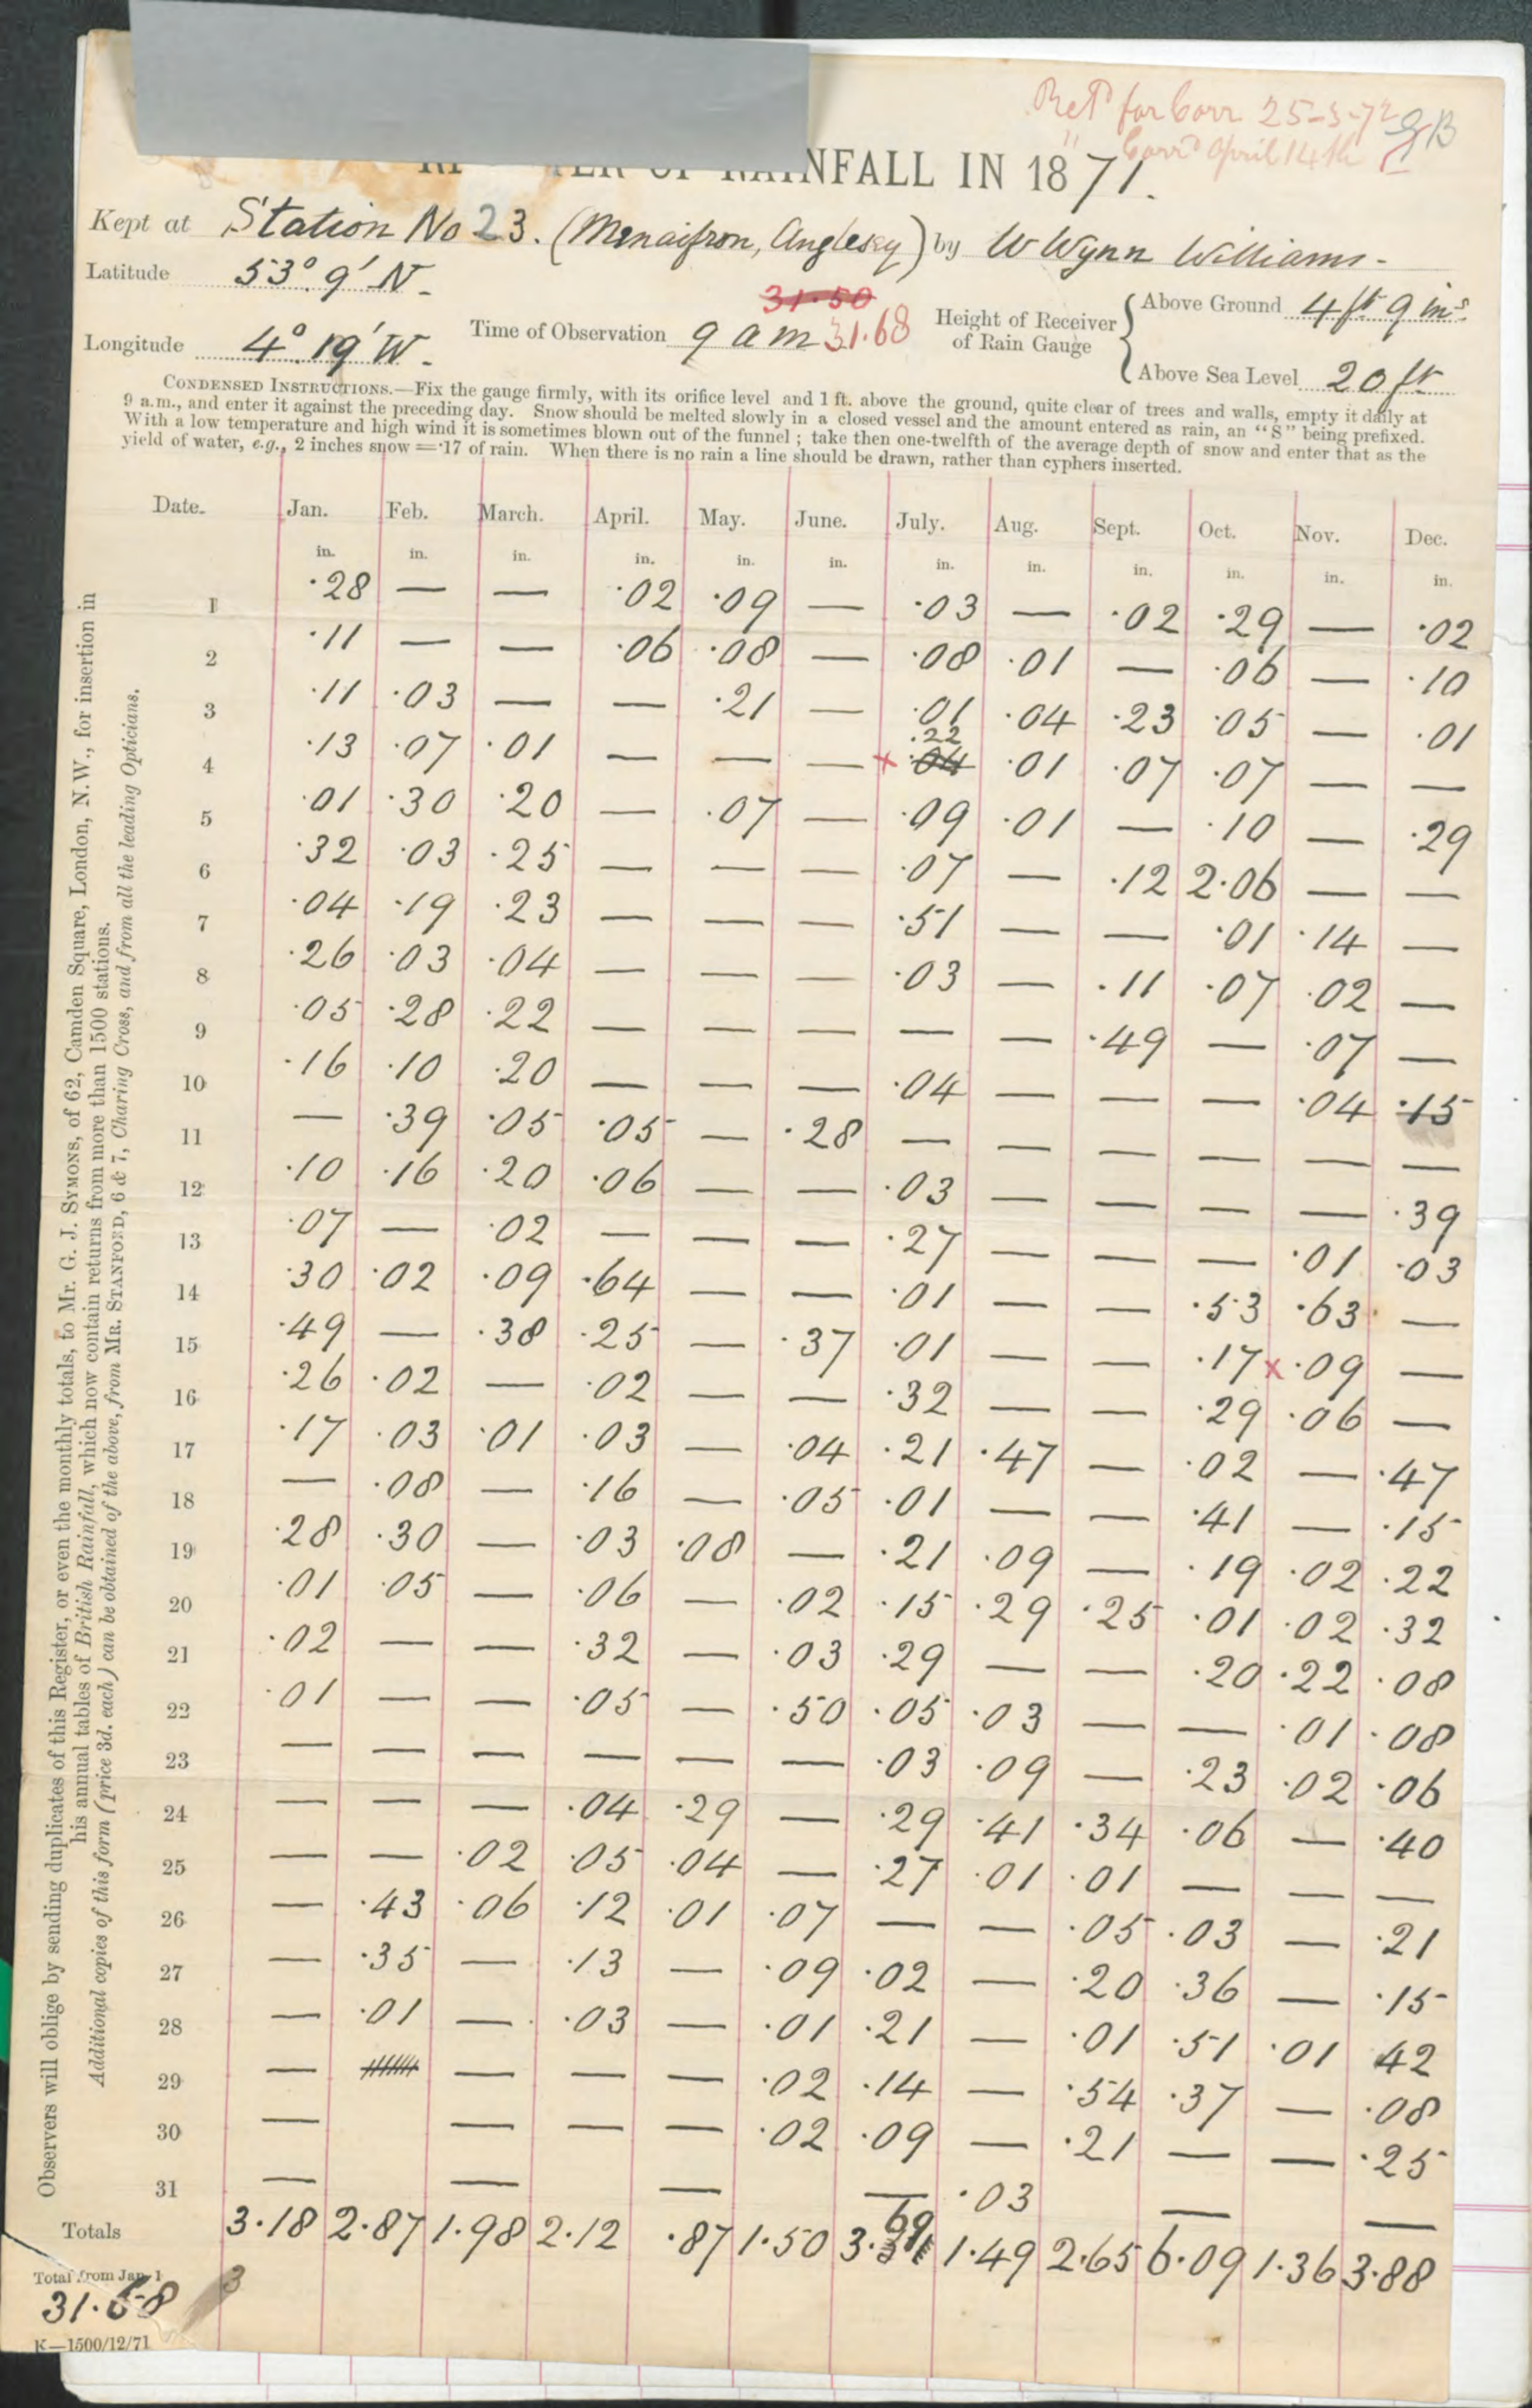 Retd for Corr 25-3-72 GB
" Corrd April 14th
NFALL IN 1871.
Kept at Station No 23. (Menaifron, Anglesey) by W Wynn Williams-
Latitude 53° 9' N-
31.50
Longitude 4° 19' W- Time of Observation 9 a m 31.68 Height of Receiver of Rain Gauge { Above Ground 4 ft 9 ins
Above Sea Level 20 ft
CONDENSED INSTRUCTIONS.—Fix the gauge firmly, with its orifice level and 1 ft. above the ground, quite clear of trees and walls, empty it daily at
9 a.m., and enter it against the preceding day. Snow should be melted slowly in a closed vessel and the amount entered as rain, an "S" being prefixed.
With a low temperature and high wind it is sometimes blown out of the funnel; take then one-twelfth of the average depth of snow and enter that as the
yield of water, e.g., 2 inches snow=·17 of rain. When there is no rain a line should be drawn, rather than cyphers inserted.
Date. Jan. Feb. March. April. May. June. July. Aug. Sept. Oct. Nov. Dec.
in. in. in. in. in. in. in. in. in. in. in. in.
1 ·28 — — ·02 ·09 — ·03 — ·02 ·29 — ·02
2 ·11 — — ·06 ·08 — ·08 ·01 — ·06 — ·10
3 ·11 ·03 — — ·21 — ·01 ·04 ·23 ·05 — ·01
·22
4 ·13 ·07 ·01 — — — x ·04 ·01 ·07 ·07 — —
5 ·01 ·30 ·20 — ·07 — ·09 ·01 — ·10 — ·29
6 ·32 ·03 ·25 — — — ·07 — ·12 2·06 — —
7 ·04 ·19 ·23 — — — ·51 — — ·01 ·14 —
8 ·26 ·03 ·04 — — — ·03 — ·11 ·07 ·02 —
9 ·05 ·28 ·22 — — — — — ·49 — ·07 —
10 ·16 ·10 ·20 — — — ·04 — — — ·04 ·15
11 — ·39 ·05 ·05 — ·28 — — — — — —
12 ·10 ·16 ·20 ·06 — — ·03 — — — — ·39
13 ·07 — ·02 — — — ·27 — — — ·01 ·03
14 ·30 ·02 ·09 ·64 — — ·01 — — ·53 ·63 —
15 ·49 — ·38 ·25 — ·37 ·01 — — ·17 x ·09 —
16 ·26 ·02 — ·02 — — ·32 — — ·29 ·06 —
17 ·17 ·03 ·01 ·03 — ·04 ·21 ·47 — ·02 — ·47
18 — ·08 — ·16 — ·05 ·01 — — ·41 — ·15
19 ·28 ·30 — ·03 ·08 — ·21 ·09 — ·19 ·02 ·22
20 ·01 ·05 — ·06 — ·02 ·15 ·29 ·25 ·01 ·02 ·32
21 ·02 — — ·32 — ·03 ·29 — — ·20 ·22 ·08
22 ·01 — — ·05 — ·50 ·05 ·03 — — ·01 ·08
23 — — — — — — ·03 ·09 — ·23 ·02 ·06
24 — — — ·04 ·29 — ·29 ·41 ·34 ·06 — ·40
25 — — ·02 ·05 ·04 — ·27 ·01 ·01 — — —
26 — ·43 ·06 ·12 ·01 ·07 — — ·05 ·03 — ·21
27 — ·35 — ·13 — ·09 ·02 — ·20 ·36 — ·15
28 — ·01 — ·03 — ·01 ·21 — ·01 ·51 ·01 42
29 — — — — ·02 ·14 — ·54 ·37 — ·08
30 — — — — ·02 ·09 — ·21 — — ·25
31 — — — — ·03 — —
Totals 3·18 2·87 1·98 2·12 ·87 1·50 3·69 1·49 2·65 6·09 1·36 3·88
Total from Jan. 1
31·68
K—1500/12/71
Observers will oblige by sending duplicates of this Register, or even the monthly totals, to Mr. G. J. SYMONS, of 62, Camden Square, London, N.W., for insertion in
his annual tables of British Rainfall, which now contain returns from more than 1500 stations.
Additional copies of this form (price 3d. each) can be obtained of the above, from MR. STANFORD, 6 & 7, Charing Cross, and from all the leading Opticians.